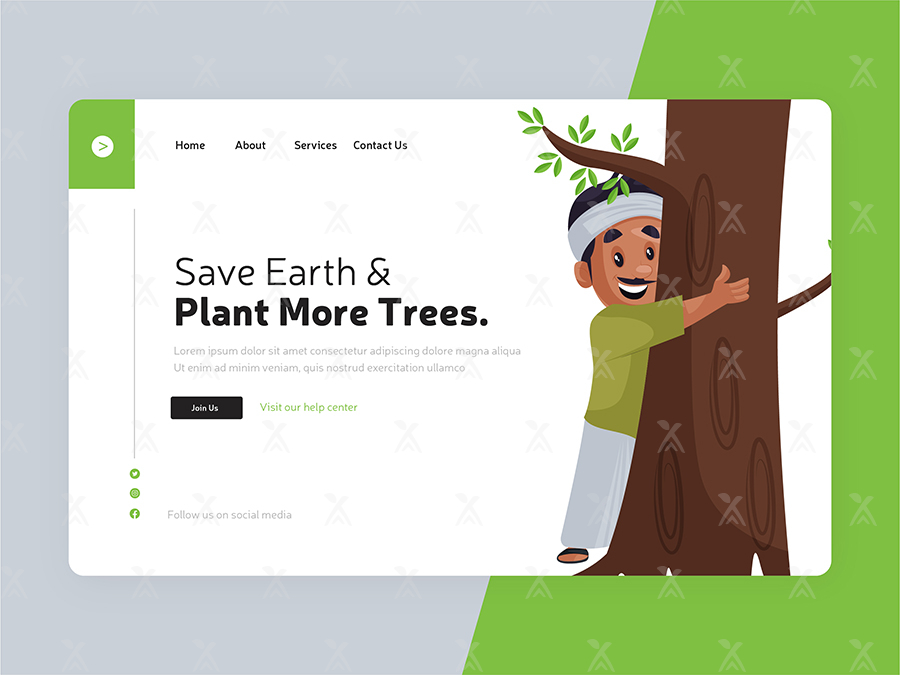 Home About Services Contact Us
Save Earth &
Plant More Trees.
Lorem ipsum dolor sit amet consectetur adipiscing dolore magna aliqua
Ut enim ad minim veniam, quis nostrud exercitation ullamco
Join Us Visit our help center
Follow us on social media